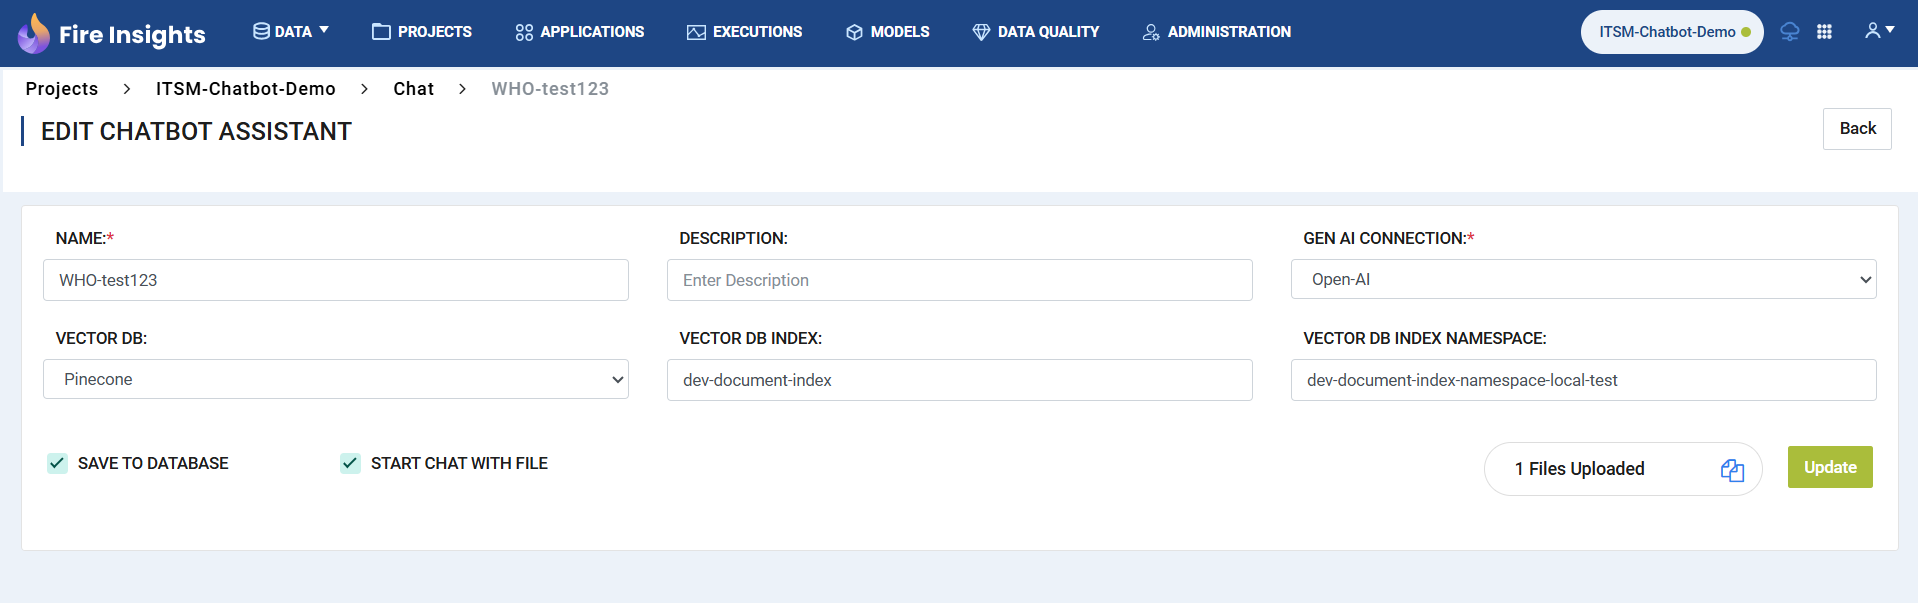 Fire Insights DATA PROJECTS APPLICATIONS EXECUTIONS MODELS DATA QUALITY ADMINISTRATION ITSM-Chatbot-Demo
Projects > ITSM-Chatbot-Demo > Chat > WHO-test123
EDIT CHATBOT ASSISTANT
Back
NAME:* DESCRIPTION: GEN AI CONNECTION:*
WHO-test123 Enter Description Open-AI
VECTOR DB: VECTOR DB INDEX: VECTOR DB INDEX NAMESPACE:
Pinecone dev-document-index dev-document-index-namespace-local-test
SAVE TO DATABASE START CHAT WITH FILE 1 Files Uploaded Update